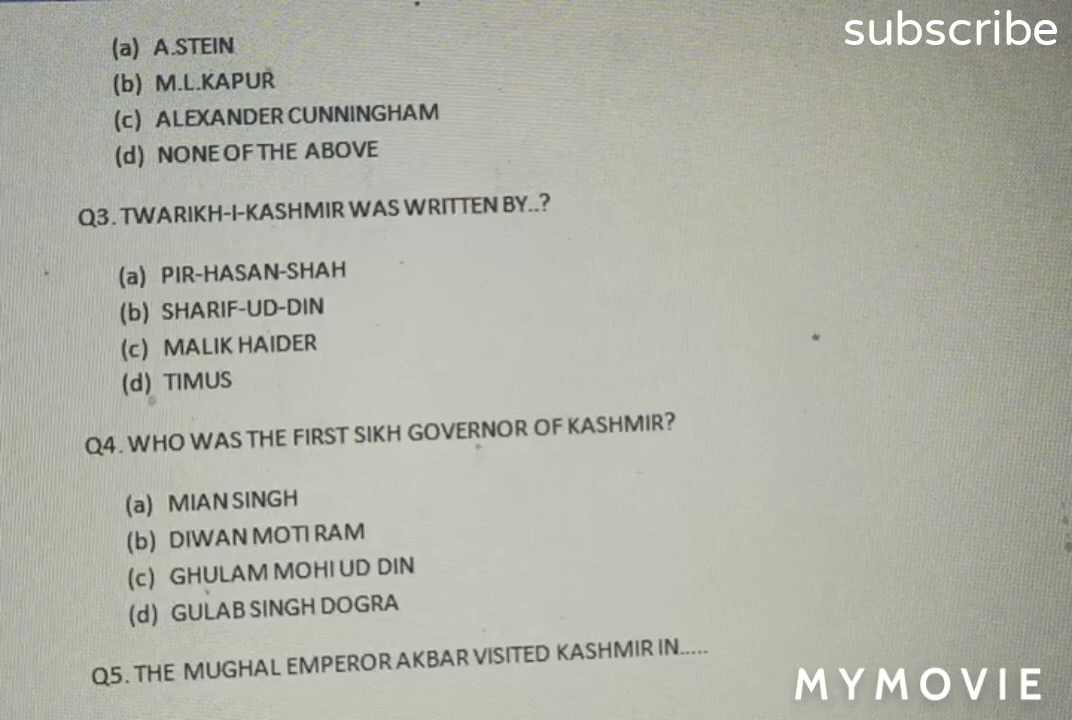 subscribe
(a) A.STEIN
(b) M.L.KAPUR
(c) ALEXANDER CUNNINGHAM
(d) NONE OF THE ABOVE
Q3. TWARIKH-I-KASHMIR WAS WRITTEN BY..?
(a) PIR-HASAN-SHAH
(b) SHARIF-UD-DIN
(c) MALIK HAIDER
(d) TIMUS
Q4. WHO WAS THE FIRST SIKH GOVERNOR OF KASHMIR?
(a) MIAN SINGH
(b) DIWAN MOTI RAM
(c) GHULAM MOHI UD DIN
(d) GULAB SINGH DOGRA
Q5. THE MUGHAL EMPEROR AKBAR VISITED KASHMIR IN.....
MYMOVIE